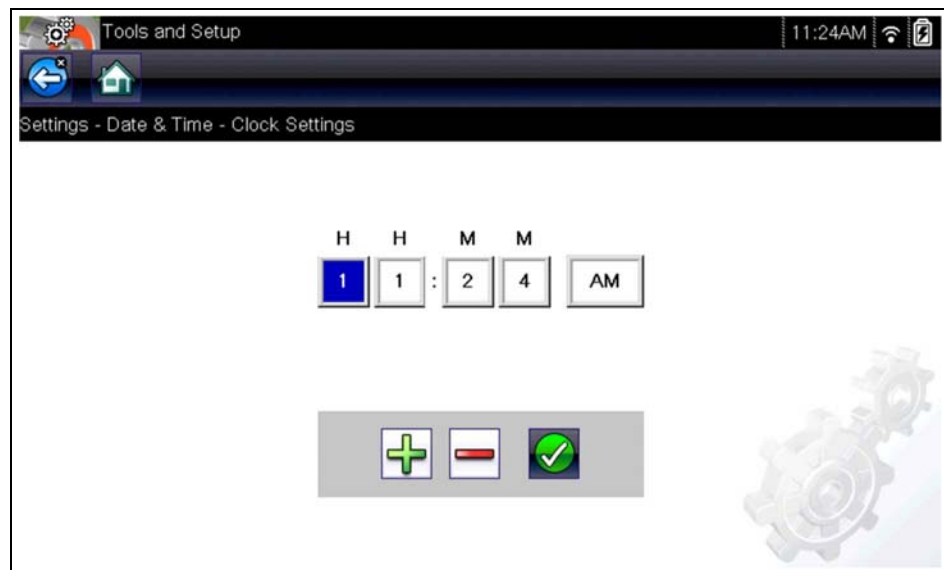 Tools and Setup 11:24AM
Settings - Date & Time - Clock Settings
H H M M
1 1 : 2 4 AM